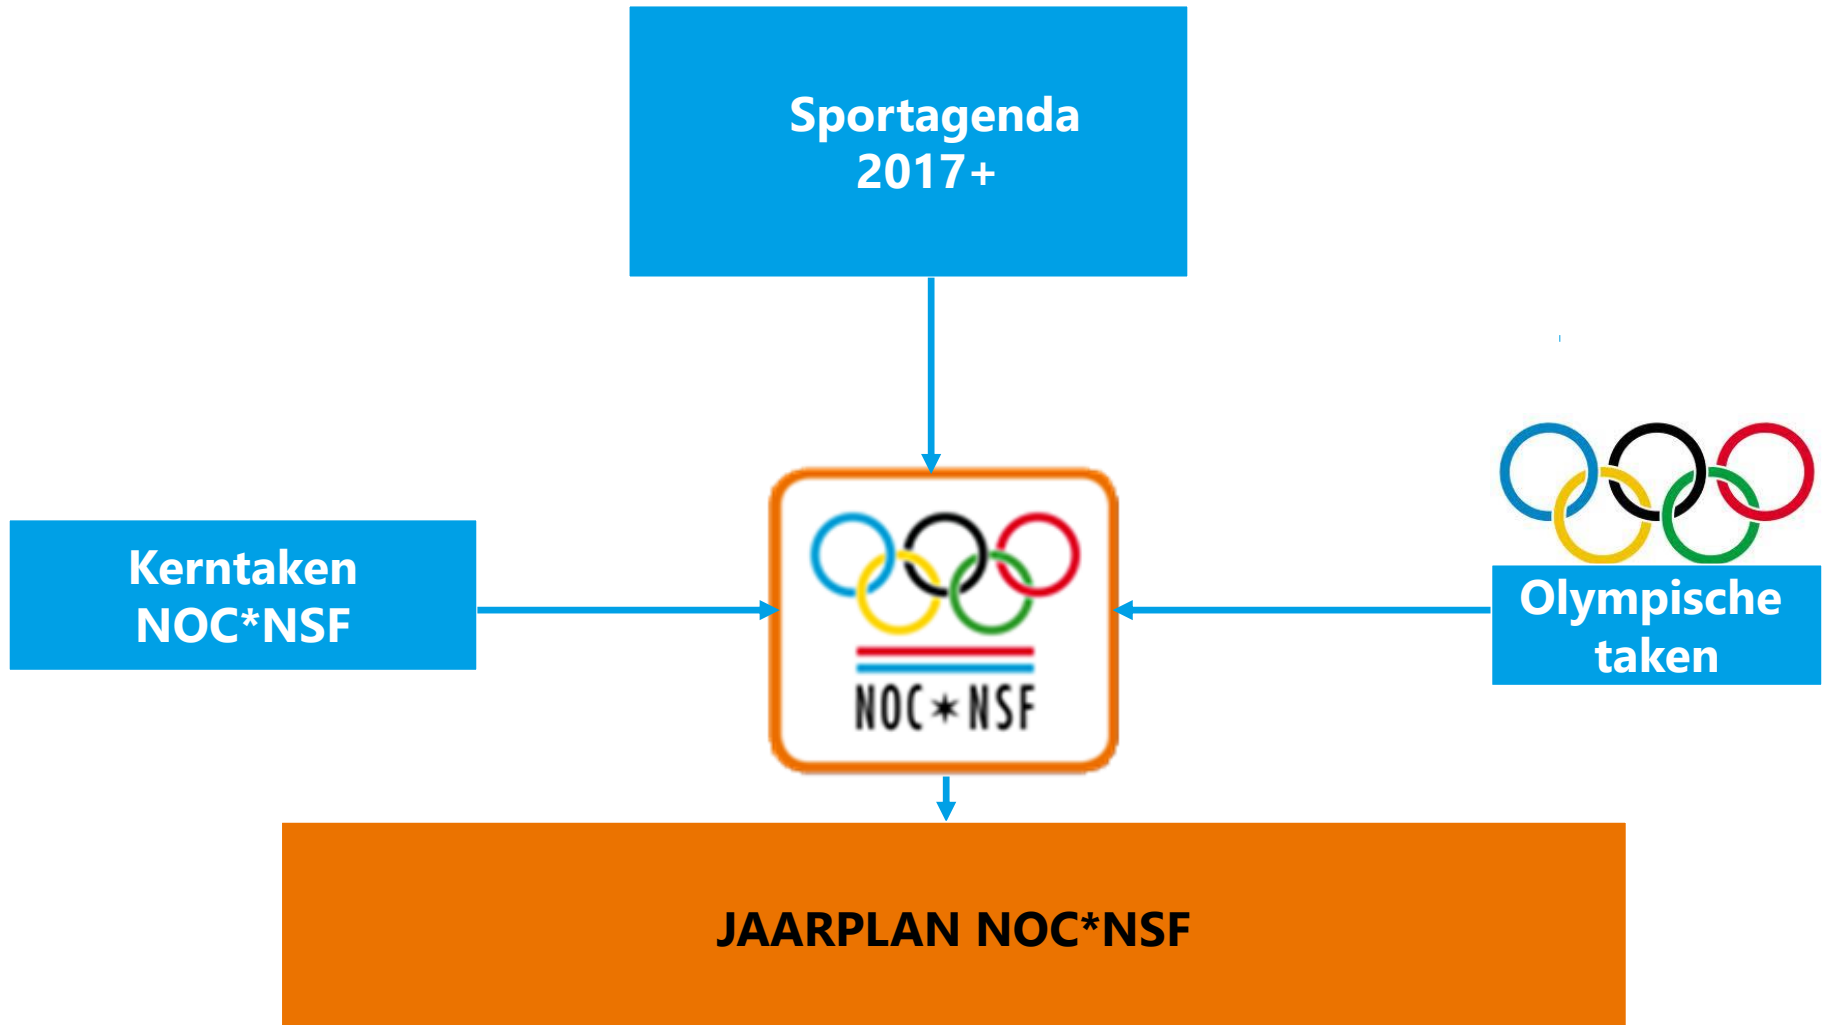 Sportagenda
2017+
Kerntaken
NOC*NSF
NOC*NSF
Olympische
taken
JAARPLAN NOC*NSF